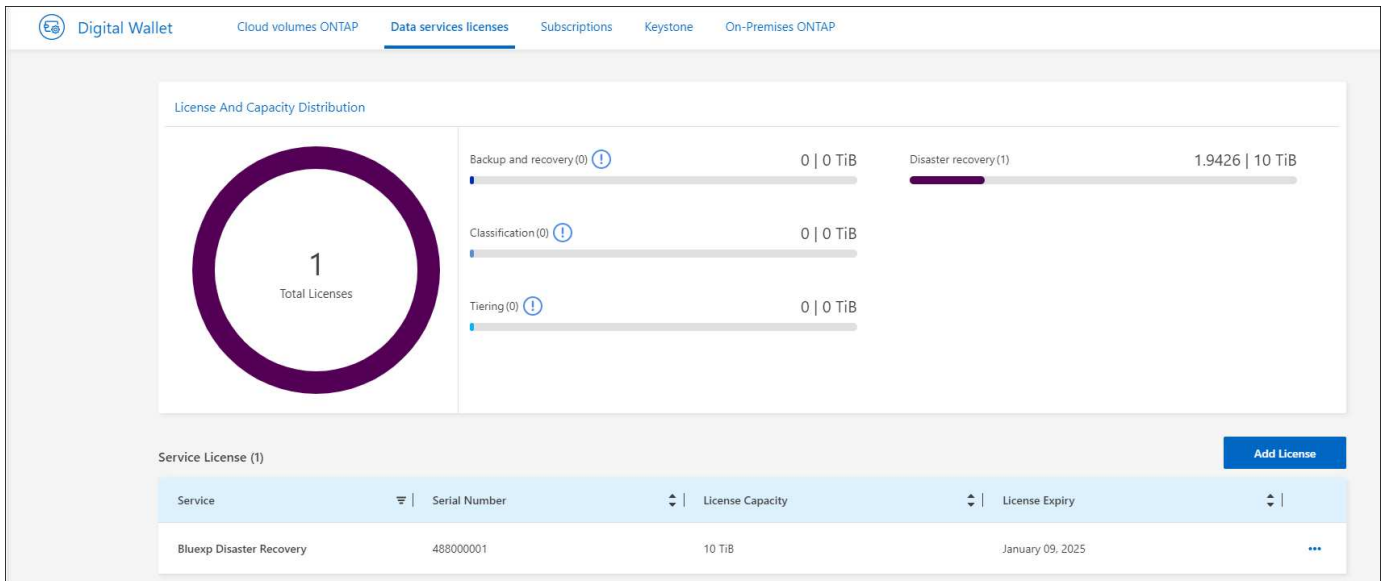 Digital Wallet Cloud volumes ONTAP Data services licenses Subscriptions Keystone On-Premises ONTAP
License And Capacity Distribution
Backup and recovery (0) 0 | 0 TiB Disaster recovery (1) 1.9426 | 10 TiB
Classification (0) 0 | 0 TiB
1
Total Licenses
Tiering (0) 0 | 0 TiB
Service License (1) Add License
Service Serial Number License Capacity License Expiry
Bluexp Disaster Recovery 488000001 10 TiB January 09, 2025